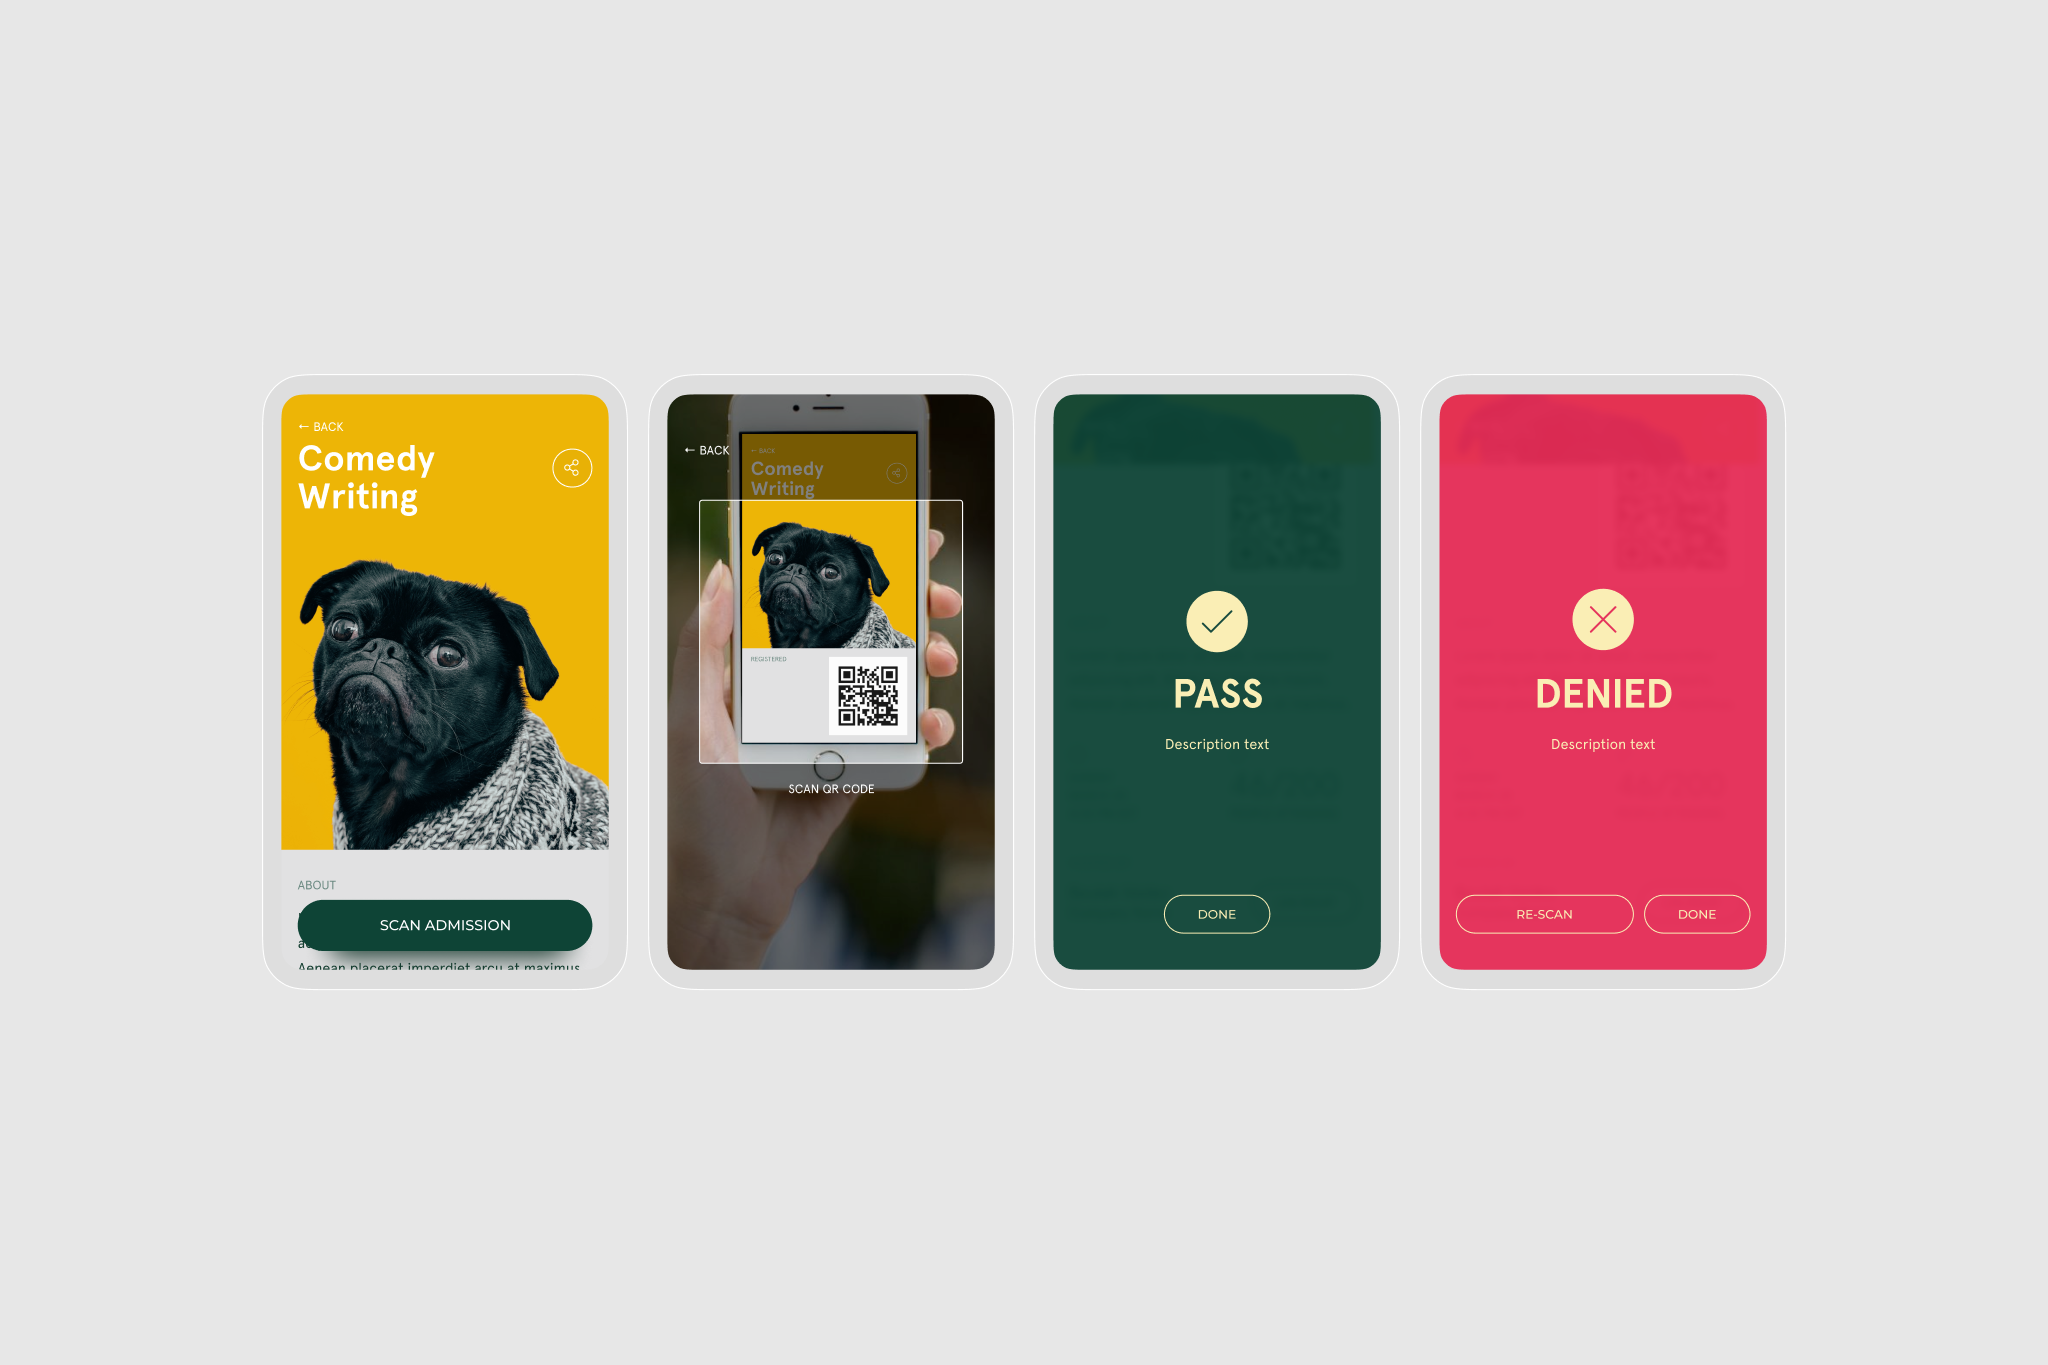 ← BACK
Comedy
Writing
ABOUT
SCAN ADMISSION
Aenean placerat imperdiet arcu at maximus
← BACK
← BACK
Comedy
Writing
REGISTERED
SCAN QR CODE
PASS
Description text
DONE
DENIED
Description text
RE-SCAN
DONE